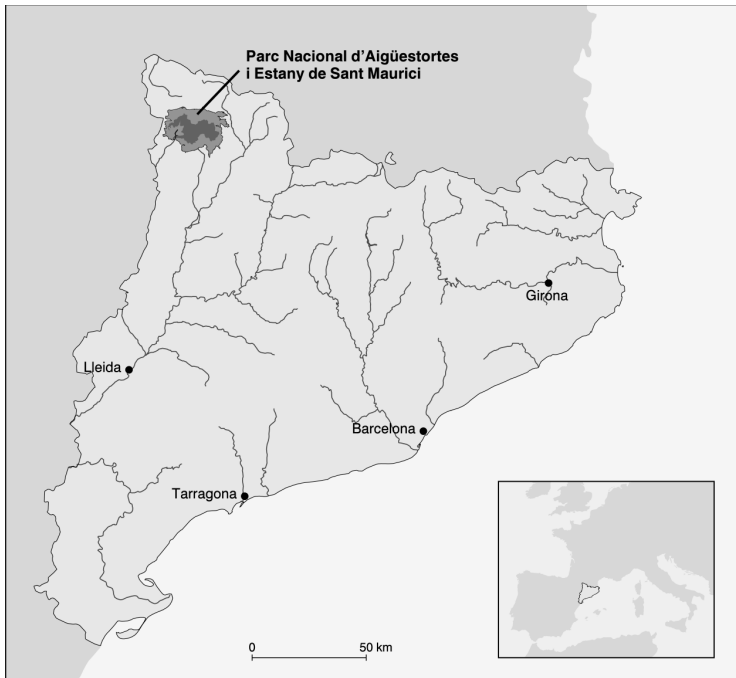 Parc Nacional d'Aigüestortes
i Estany de Sant Maurici
Girona
Lleida
Barcelona
Tarragona
0 50 km